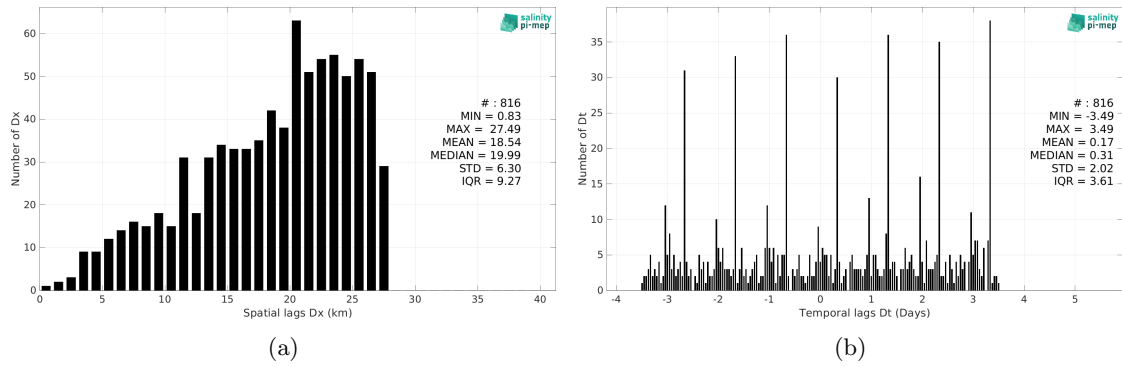 salinity
pi-mep
60
50
40
30
20
10
0
Number of Dx
# : 816
MIN = 0.83
MAX = 27.49
MEAN = 18.54
MEDIAN = 19.99
STD = 6.30
IQR = 9.27
0 5 10 15 20 25 30 35 40
Spatial lags Dx (km)
(a)
salinity
pi-mep
35
30
25
20
15
10
5
0
Number of Dt
# : 816
MIN = -3.49
MAX = 3.49
MEAN = 0.17
MEDIAN = 0.31
STD = 2.02
IQR = 3.61
-4 -3 -2 -1 0 1 2 3 4 5
Temporal lags Dt (Days)
(b)